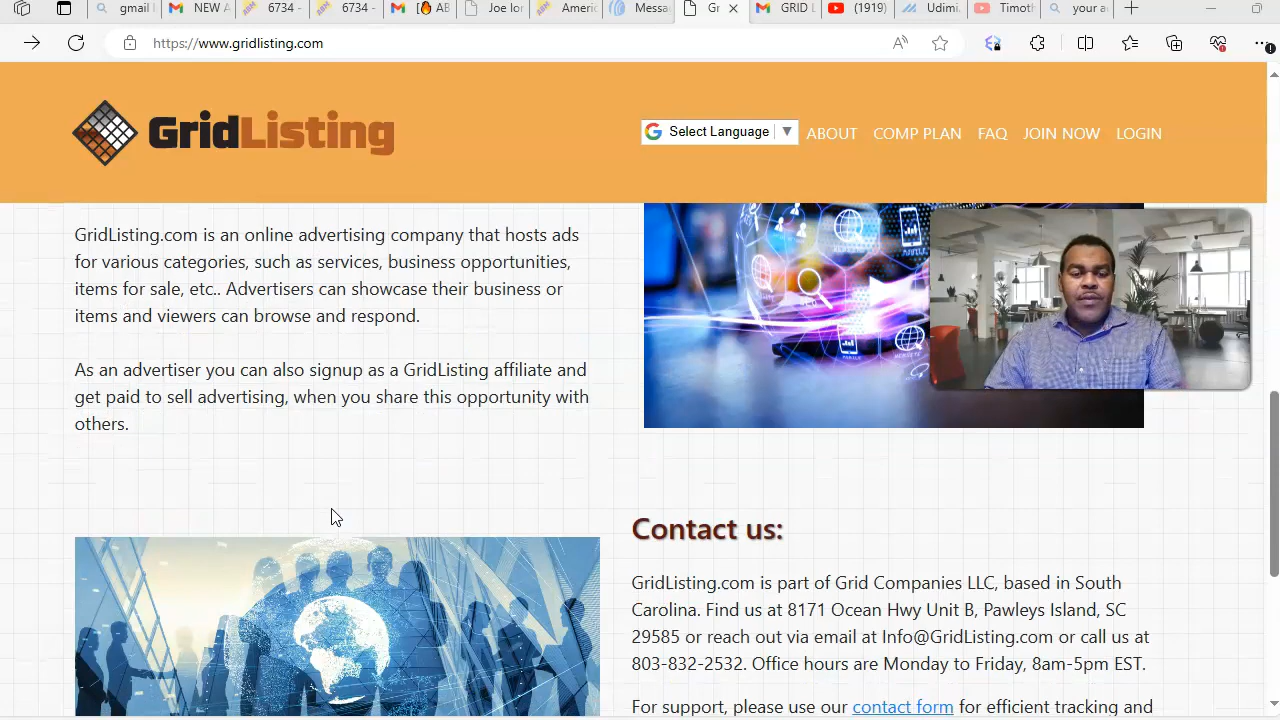 gmail NEW A 6734 - 6734 - [🔥 AB Joe lor Americ Messa Gr GRID L (1919) Udimi. Timoth your a
https://www.gridlisting.com
GridListing
Select Language ▼ ABOUT COMP PLAN FAQ JOIN NOW LOGIN
GridListing.com is an online advertising company that hosts ads
for various categories, such as services, business opportunities,
items for sale, etc.. Advertisers can showcase their business or
items and viewers can browse and respond.
As an advertiser you can also signup as a GridListing affiliate and
get paid to sell advertising, when you share this opportunity with
others.
Contact us:
GridListing.com is part of Grid Companies LLC, based in South
Carolina. Find us at 8171 Ocean Hwy Unit B, Pawleys Island, SC
29585 or reach out via email at Info@GridListing.com or call us at
803-832-2532. Office hours are Monday to Friday, 8am-5pm EST.
For support, please use our contact form for efficient tracking and